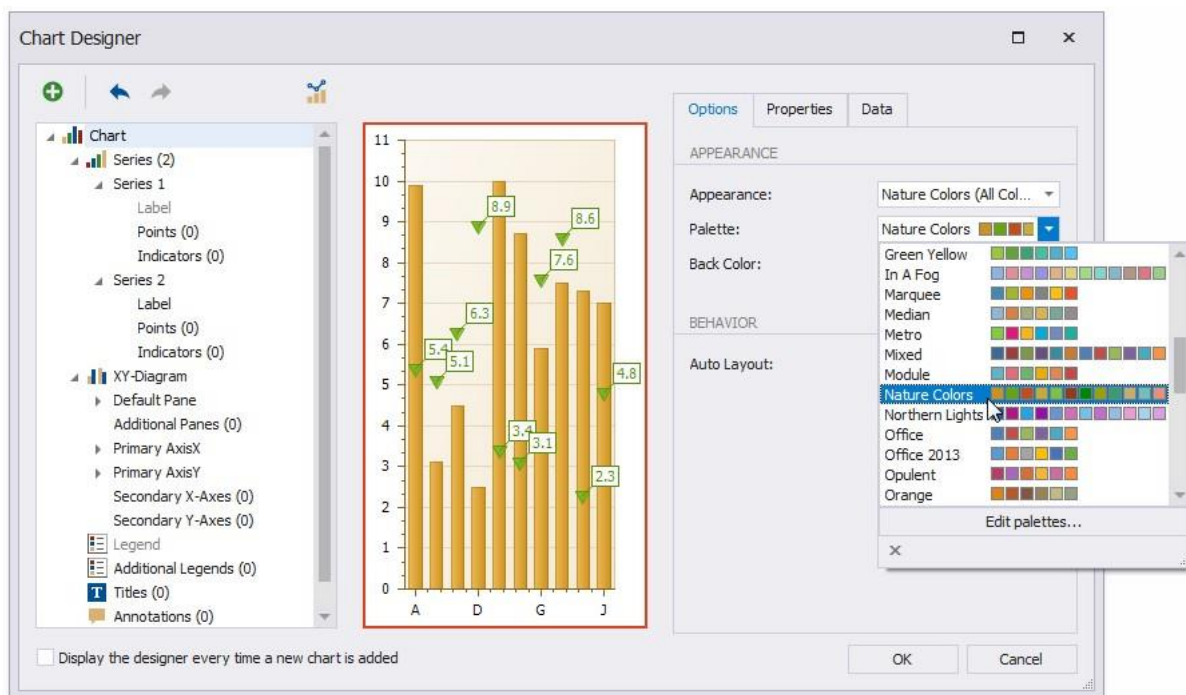 Chart Designer
Chart
Series (2)
Series 1
Label
Points (0)
Indicators (0)
Series 2
Label
Points (0)
Indicators (0)
XY-Diagram
Default Pane
Additional Panes (0)
Primary AxisX
Primary AxisY
Secondary X-Axes (0)
Secondary Y-Axes (0)
Legend
Additional Legends (0)
T Titles (0)
Annotations (0)
11
10
9
8
7
6
5
4
3
2
1
0
A D G J
5.4
5.1
6.3
8.9
3.4
3.1
7.6
8.6
2.3
4.8
Options Properties Data
APPEARANCE
Appearance: Nature Colors (All Col...
Palette: Nature Colors
Back Color:
BEHAVIOR
Auto Layout:
Green Yellow
In A Fog
Marquee
Median
Metro
Mixed
Module
Nature Colors
Northern Lights
Office
Office 2013
Opulent
Orange
Edit palettes...
Display the designer every time a new chart is added
OK Cancel